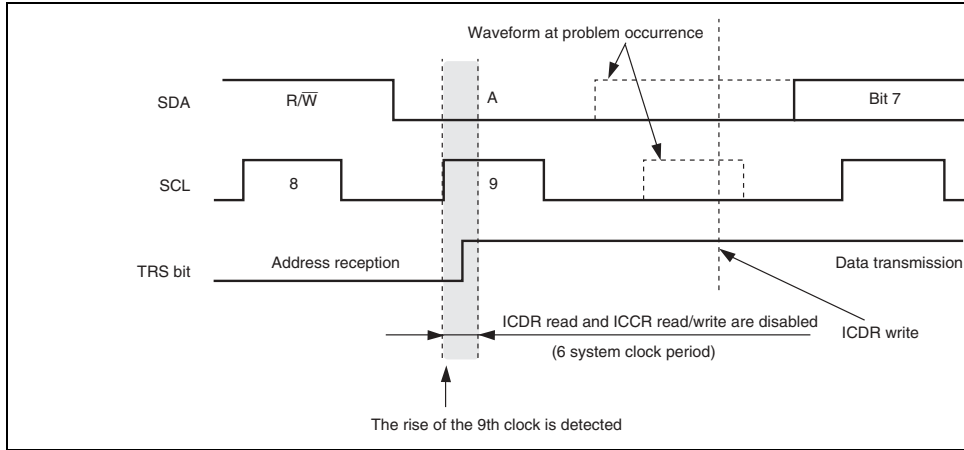 Waveform at problem occurrence
SDA
R/W̅
A
Bit 7
SCL
8
9
TRS bit
Address reception
Data transmission
ICDR read and ICCR read/write are disabled
(6 system clock period)
ICDR write
The rise of the 9th clock is detected